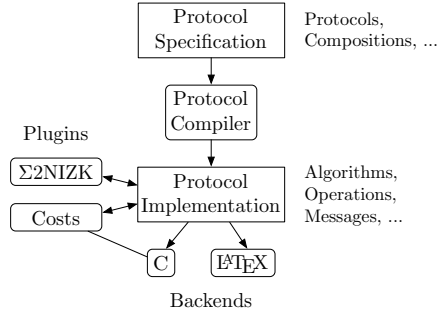 Protocol
Specification
Protocols,
Compositions, ...
Protocol
Compiler
Plugins
Σ2NIZK
Costs
Protocol
Implementation
Algorithms,
Operations,
Messages, ...
C
LATEX
Backends